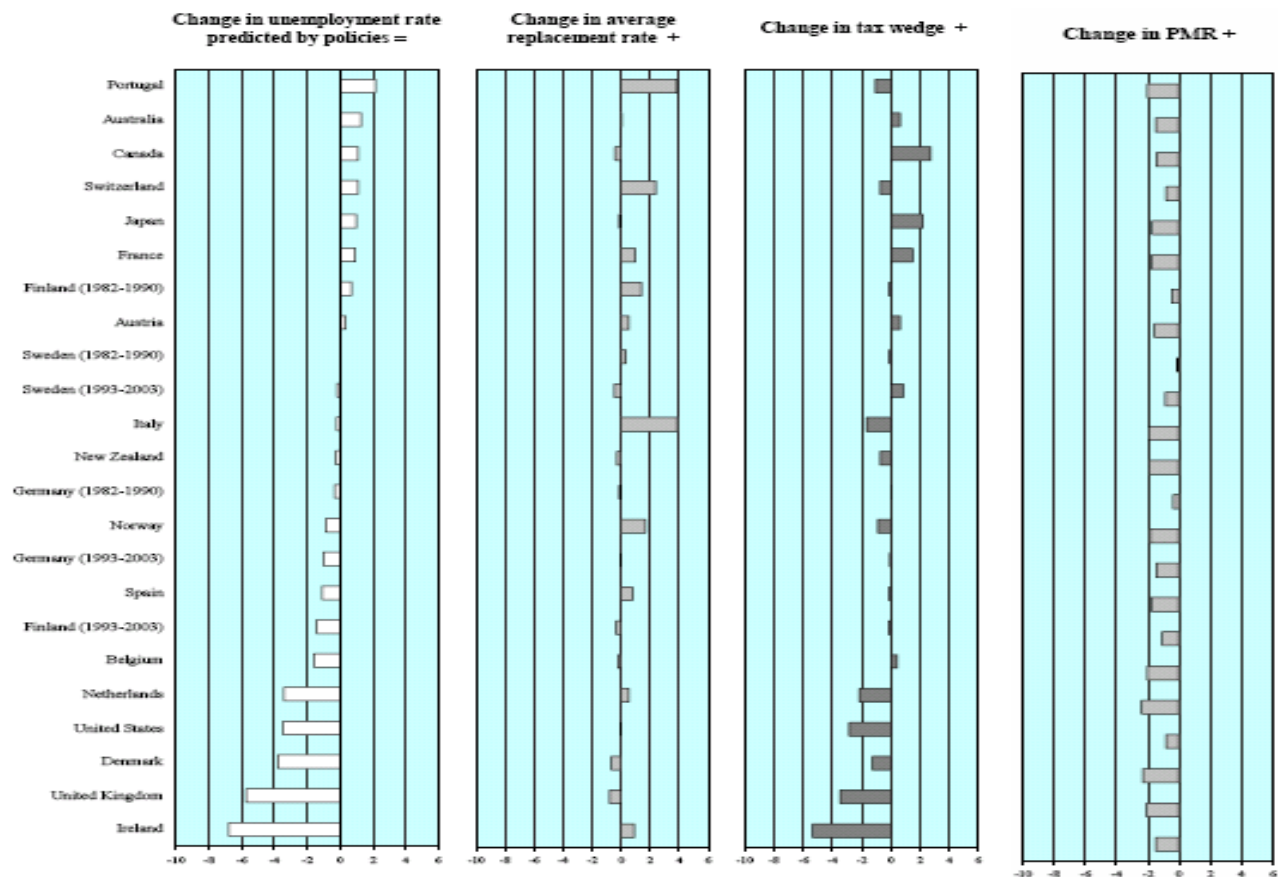 Change in unemployment rate
predicted by policies =
Change in average
replacement rate +
Change in tax wedge +
Change in PMR +
Portugal
Australia
Canada
Switzerland
Japan
France
Finland (1982-1990)
Austria
Sweden (1982-1990)
Sweden (1993-2003)
Italy
New Zealand
Germany (1982-1990)
Norway
Germany (1993-2003)
Spain
Finland (1993-2003)
Belgium
Netherlands
United States
Denmark
United Kingdom
Ireland
-10 -8 -6 -4 -2 0 2 4 6
-10 -8 -6 -4 -2 0 2 4 6
-10 -8 -6 -4 -2 0 2 4 6
-10 -8 -6 -4 -2 0 2 4 6